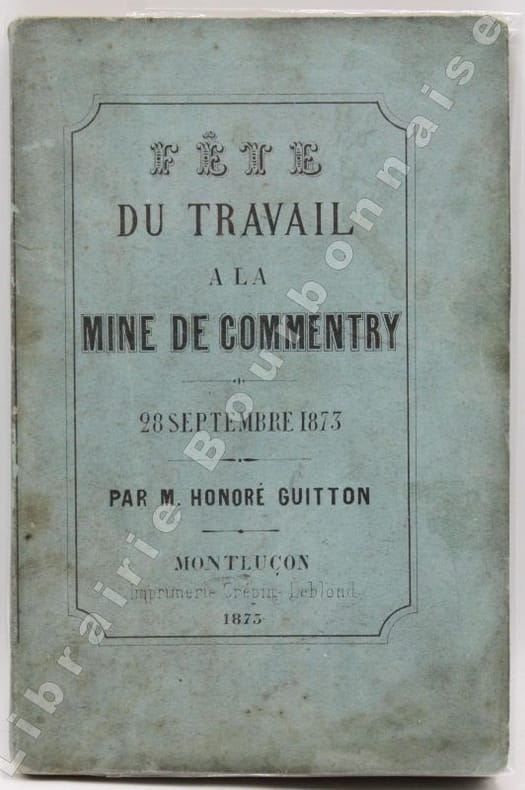 FÊTE
DU TRAVAIL
A LA
MINE DE COMMENTRY
28 SEPTEMBRE 1873
PAR M. HONORÉ GUITTON
MONTLUÇON
Imprimerie Crépin-Leblond
1873
Librairie Bourbonnaise